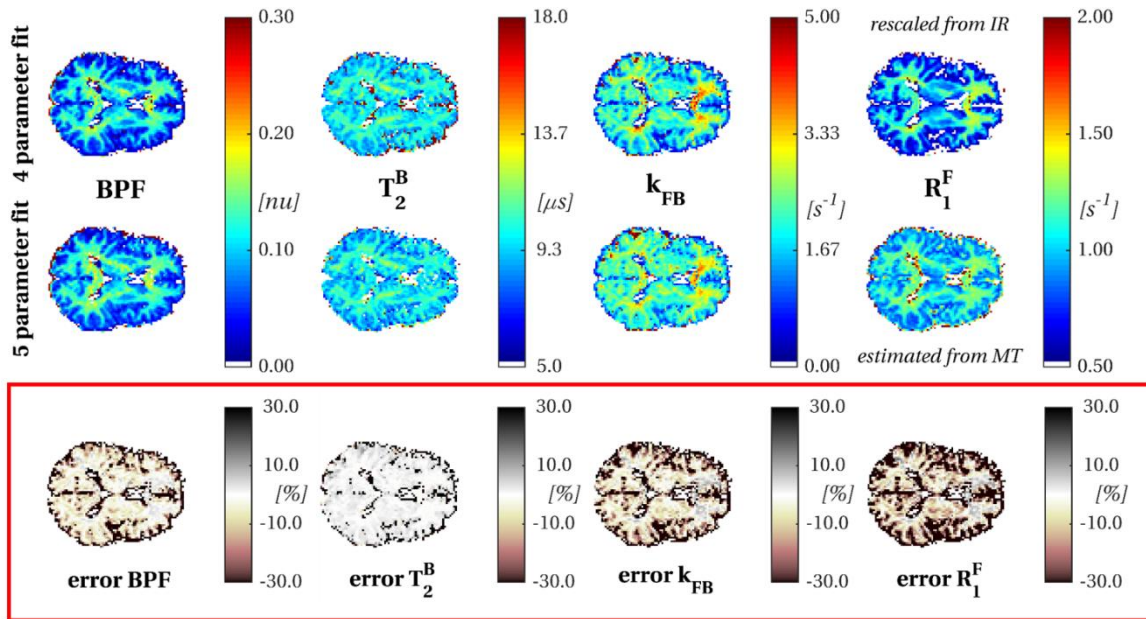 4 parameter fit
BPF
0.30
0.20
[nu]
0.10
0.00
T₂ᴮ
18.0
13.7
[μs]
9.3
5.0
k_FB
5.00
3.33
[s⁻¹]
1.67
0.00
rescaled from IR
R₁ᶠ
2.00
1.50
[s⁻¹]
1.00
0.50
5 parameter fit
estimated from MT
error BPF
30.0
10.0
[%]
-10.0
-30.0
error T₂ᴮ
30.0
10.0
[%]
-10.0
-30.0
error k_FB
30.0
10.0
[%]
-10.0
-30.0
error R₁ᶠ
30.0
10.0
[%]
-10.0
-30.0